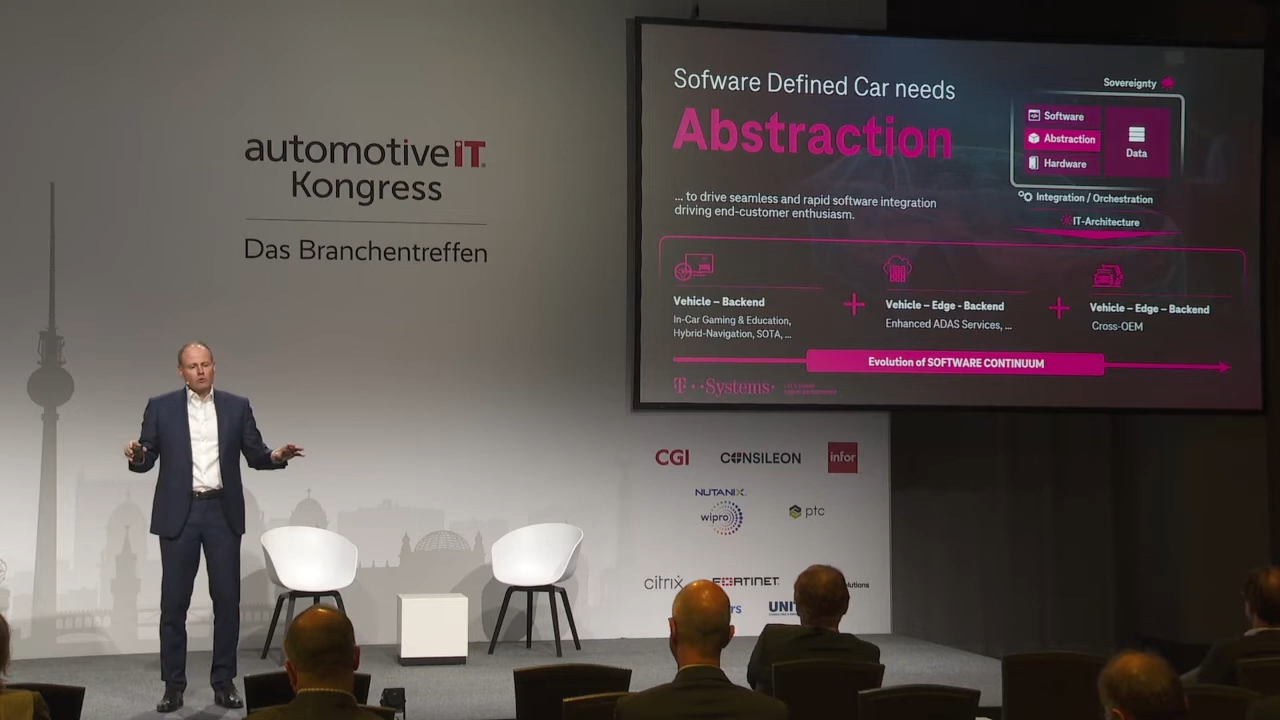 automotiveIT
Kongress
Das Branchentreffen
Sofware Defined Car needs
Abstraction
... to drive seamless and rapid software integration
driving end-customer enthusiasm.
Sovereignty
Software
Abstraction
Hardware
Data
Integration / Orchestration
IT-Architecture
Vehicle – Backend
In-Car Gaming & Education,
Hybrid-Navigation, SOTA, ...
+
Vehicle – Edge - Backend
Enhanced ADAS Services, ...
+
Vehicle – Edge – Backend
Cross-OEM
Evolution of SOFTWARE CONTINUUM
T · · Systems ·
CGI
CONSILEON
infor
NUTANIX
wipro
ptc
citrix
FORTINET